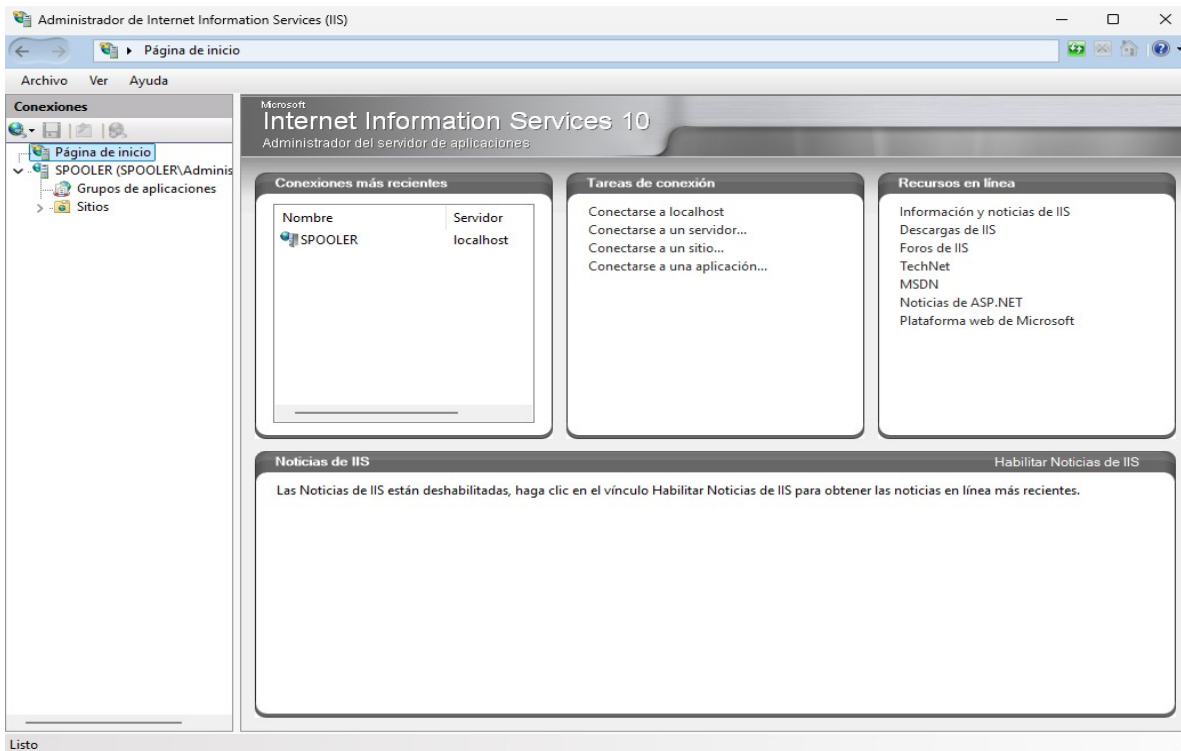 Administrador de Internet Information Services (IIS)
Página de inicio
Archivo Ver Ayuda
Conexiones
Página de inicio
SPOOLER (SPOOLER\Adminis
Grupos de aplicaciones
Sitios
Microsoft
Internet Information Services 10
Administrador del servidor de aplicaciones
Conexiones más recientes
Nombre Servidor
SPOOLER localhost
Tareas de conexión
Conectarse a localhost
Conectarse a un servidor...
Conectarse a un sitio...
Conectarse a una aplicación...
Recursos en línea
Información y noticias de IIS
Descargas de IIS
Foros de IIS
TechNet
MSDN
Noticias de ASP.NET
Plataforma web de Microsoft
Noticias de IIS Habilitar Noticias de IIS
Las Noticias de IIS están deshabilitadas, haga clic en el vínculo Habilitar Noticias de IIS para obtener las noticias en línea más recientes.
Listo